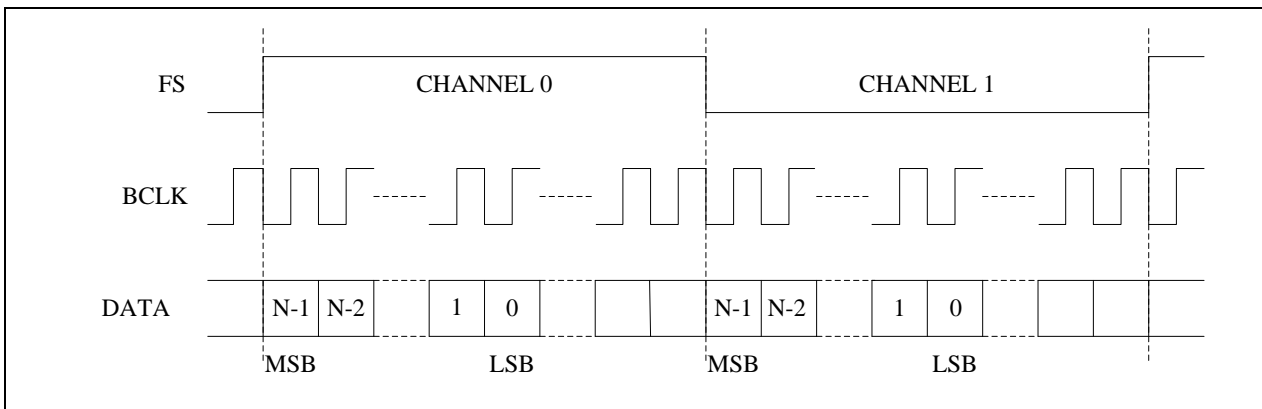 FS CHANNEL 0 CHANNEL 1
BCLK
DATA N-1 N-2 1 0 N-1 N-2 1 0
MSB LSB MSB LSB